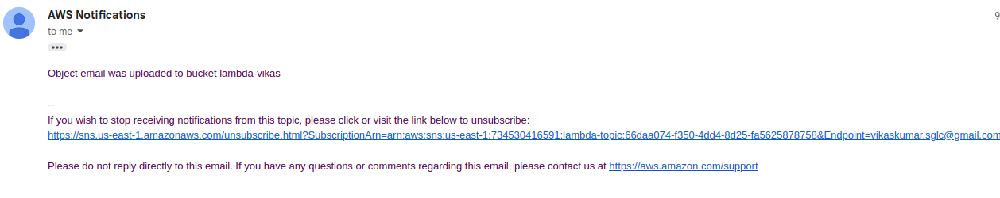 AWS Notifications
9
to me
Object email was uploaded to bucket lambda-vikas
--
If you wish to stop receiving notifications from this topic, please click or visit the link below to unsubscribe:
https://sns.us-east-1.amazonaws.com/unsubscribe.html?SubscriptionArn=arn:aws:sns:us-east-1:734530416591:lambda-topic:66daa074-f350-4dd4-8d25-fa5625878758&Endpoint=vikaskumar.sglc@gmail.com
Please do not reply directly to this email. If you have any questions or comments regarding this email, please contact us at https://aws.amazon.com/support